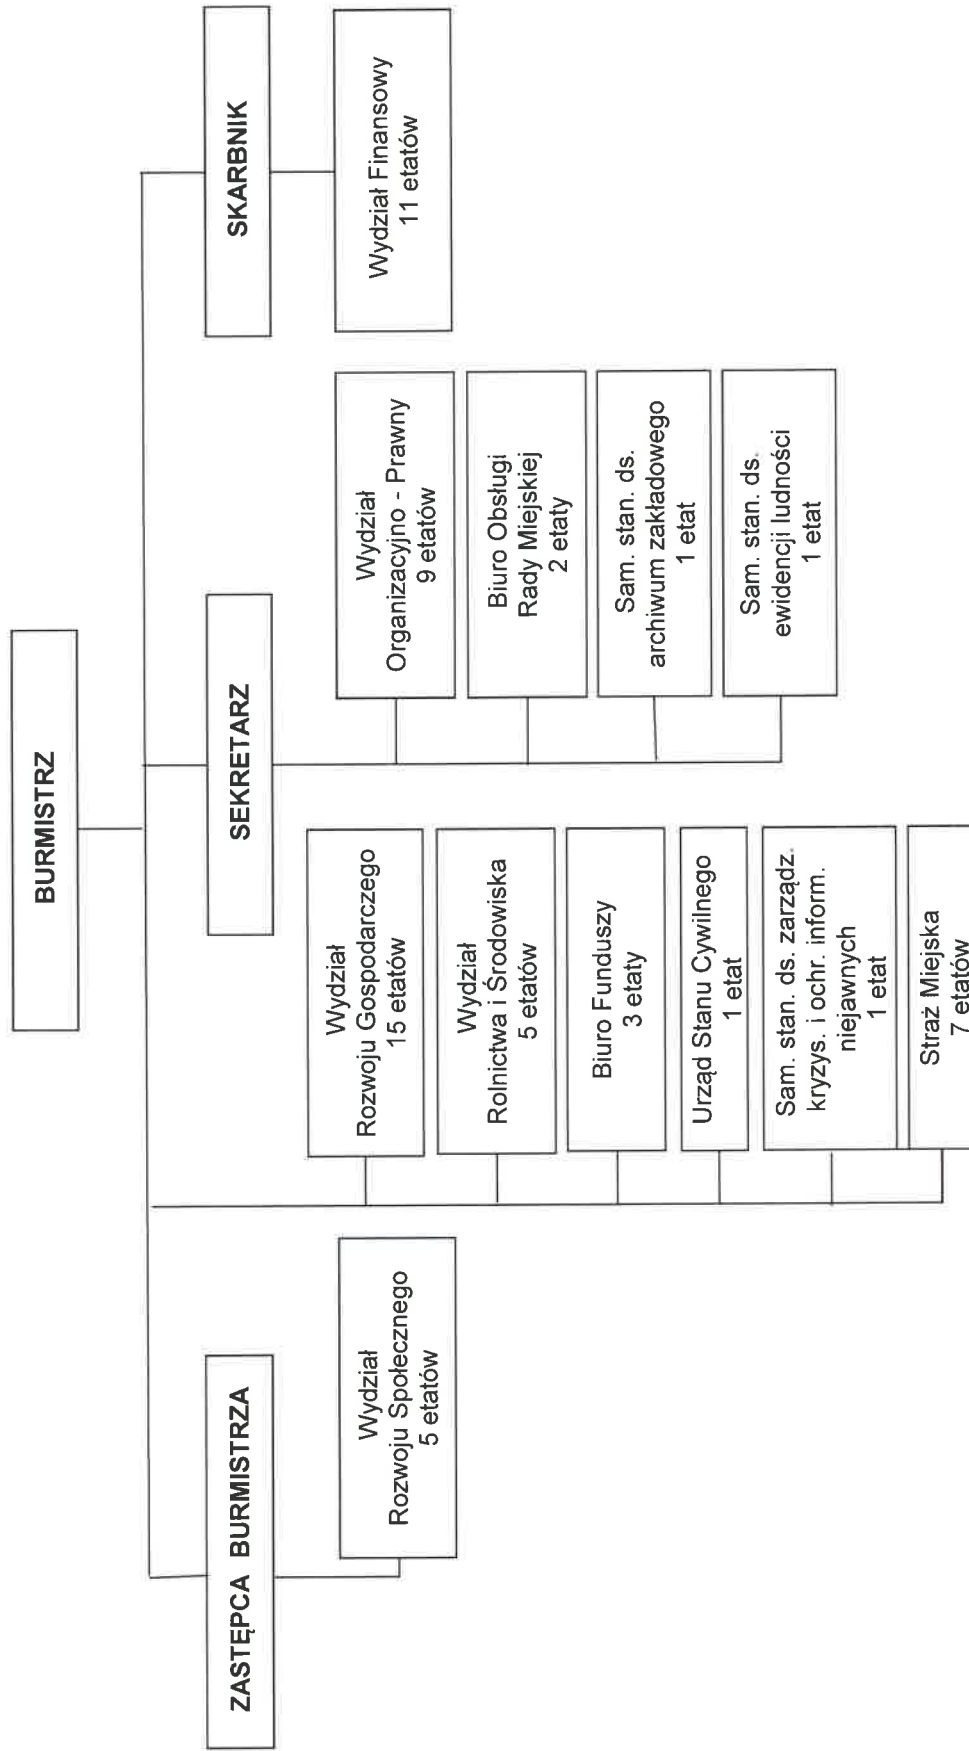 BURMISTRZ
ZASTĘPCA BURMISTRZA
SEKRETARZ
SKARBNIK
Wydział
Rozwoju Społecznego
5 etatów
Wydział
Rozwoju Gospodarczego
15 etatów
Wydział
Rolnictwa i Środowiska
5 etatów
Biuro Funduszy
3 etaty
Urząd Stanu Cywilnego
1 etat
Sam. stan. ds. zarządz.
kryzys. i ochr. inform.
niejawnych
1 etat
Straż Miejska
7 etatów
Wydział
Organizacyjno - Prawny
9 etatów
Biuro Obsługi
Rady Miejskiej
2 etaty
Sam. stan. ds.
archiwum zakładowego
1 etat
Sam. stan. ds.
ewidencji ludności
1 etat
Wydział Finansowy
11 etatów